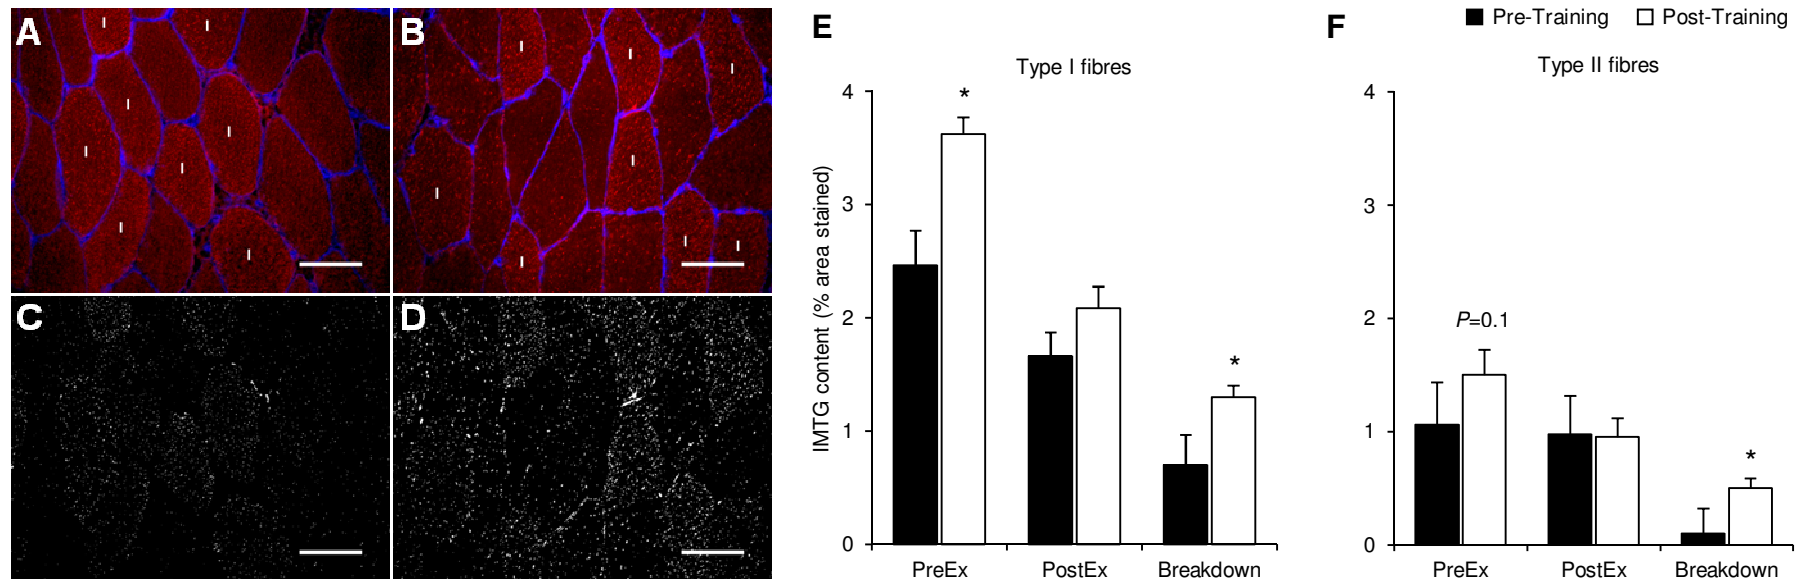 A
I
I
I
I
I
I
I
I
B
I
I
I
I
I
I
I
I
C
D
E
Type I fibres
4
3
2
1
0
IMTG content (% area stained)
*
*
PreEx
PostEx
Breakdown
F
Pre-Training
Post-Training
Type II fibres
4
3
2
1
0
P=0.1
*
PreEx
PostEx
Breakdown